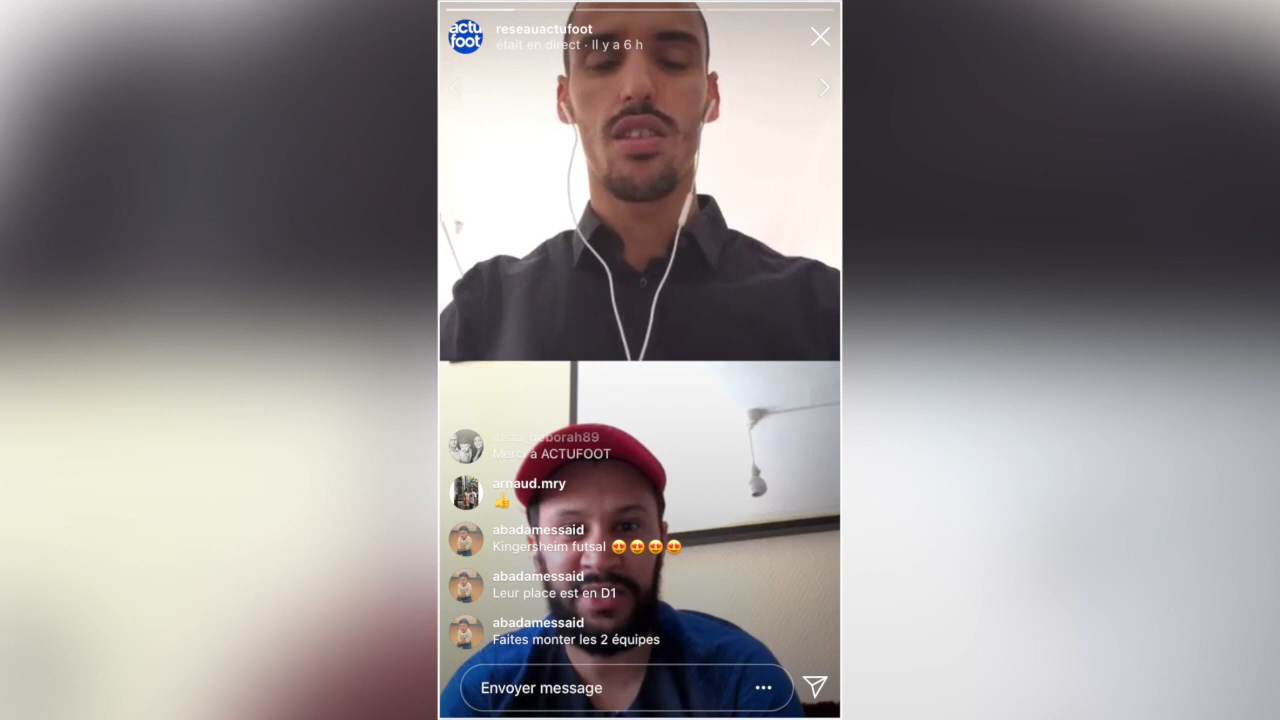 actu
foot
reseauactufoot
était en direct · Il y a 6 h
insta_deborah89
Merci à ACTUFOOT
arnaud.mry
👍
abadamessaid
Kingersheim futsal 😍😍😍😍
abadamessaid
Leur place est en D1
abadamessaid
Faites monter les 2 équipes
Envoyer message